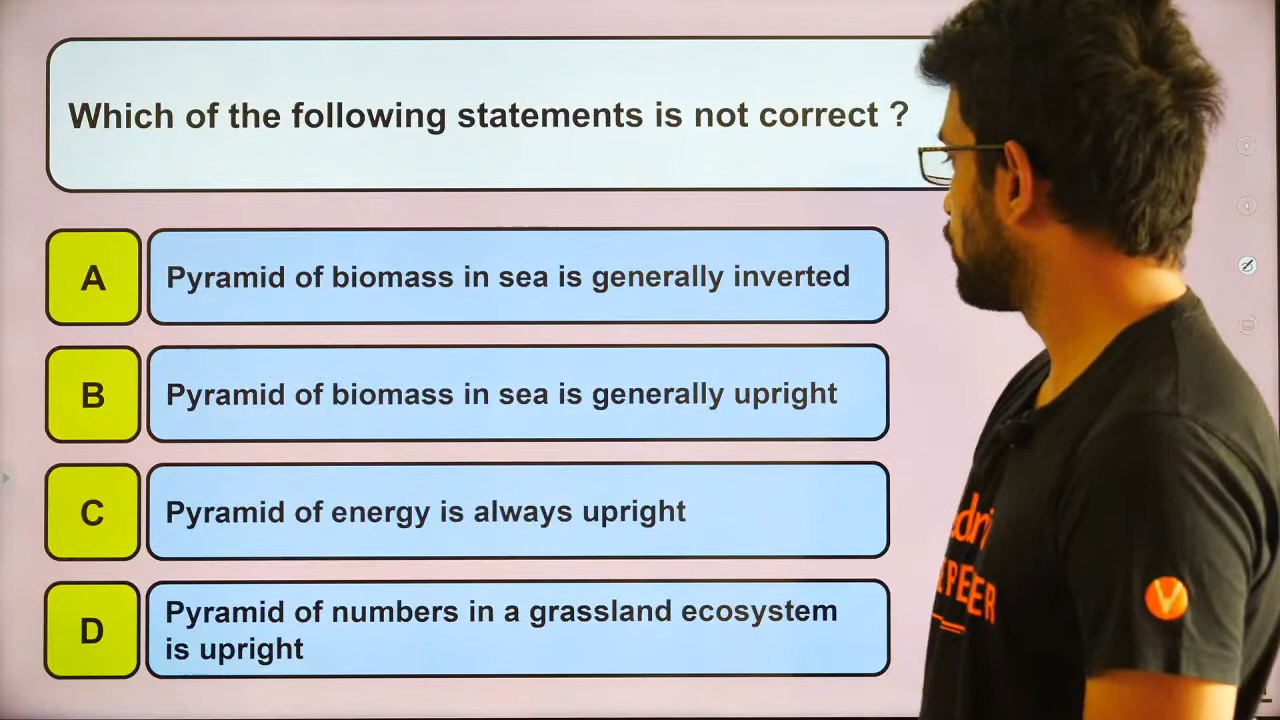 Which of the following statements is not correct ?
A
Pyramid of biomass in sea is generally inverted
B
Pyramid of biomass in sea is generally upright
C
Pyramid of energy is always upright
D
Pyramid of numbers in a grassland ecosystem
is upright